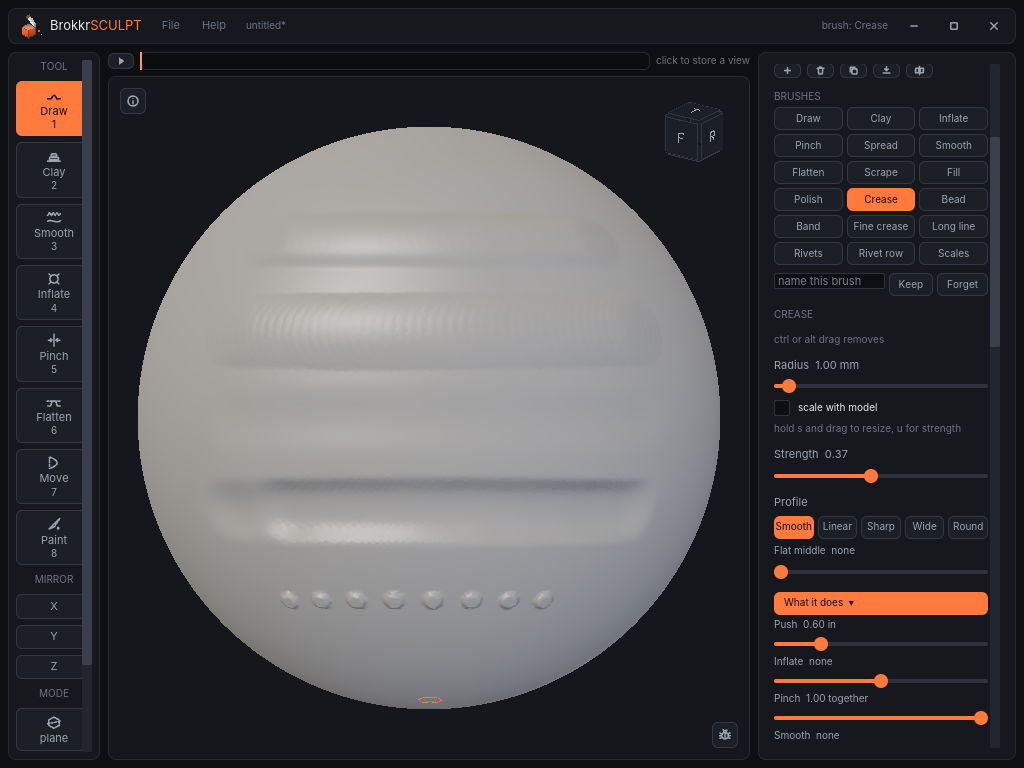 BrokkrSCULPT File Help untitled* brush: Crease
TOOL
Draw
1
Clay
2
Smooth
3
Inflate
4
Pinch
5
Flatten
6
Move
7
Paint
8
MIRROR
X
Y
Z
MODE
plane
click to store a view
F R
BRUSHES
Draw Clay Inflate
Pinch Spread Smooth
Flatten Scrape Fill
Polish Crease Bead
Band Fine crease Long line
Rivets Rivet row Scales
name this brush Keep Forget
CREASE
ctrl or alt drag removes
Radius 1.00 mm
scale with model
hold s and drag to resize, u for strength
Strength 0.37
Profile
Smooth Linear Sharp Wide Round
Flat middle none
What it does ▾
Push 0.60 in
Inflate none
Pinch 1.00 together
Smooth none